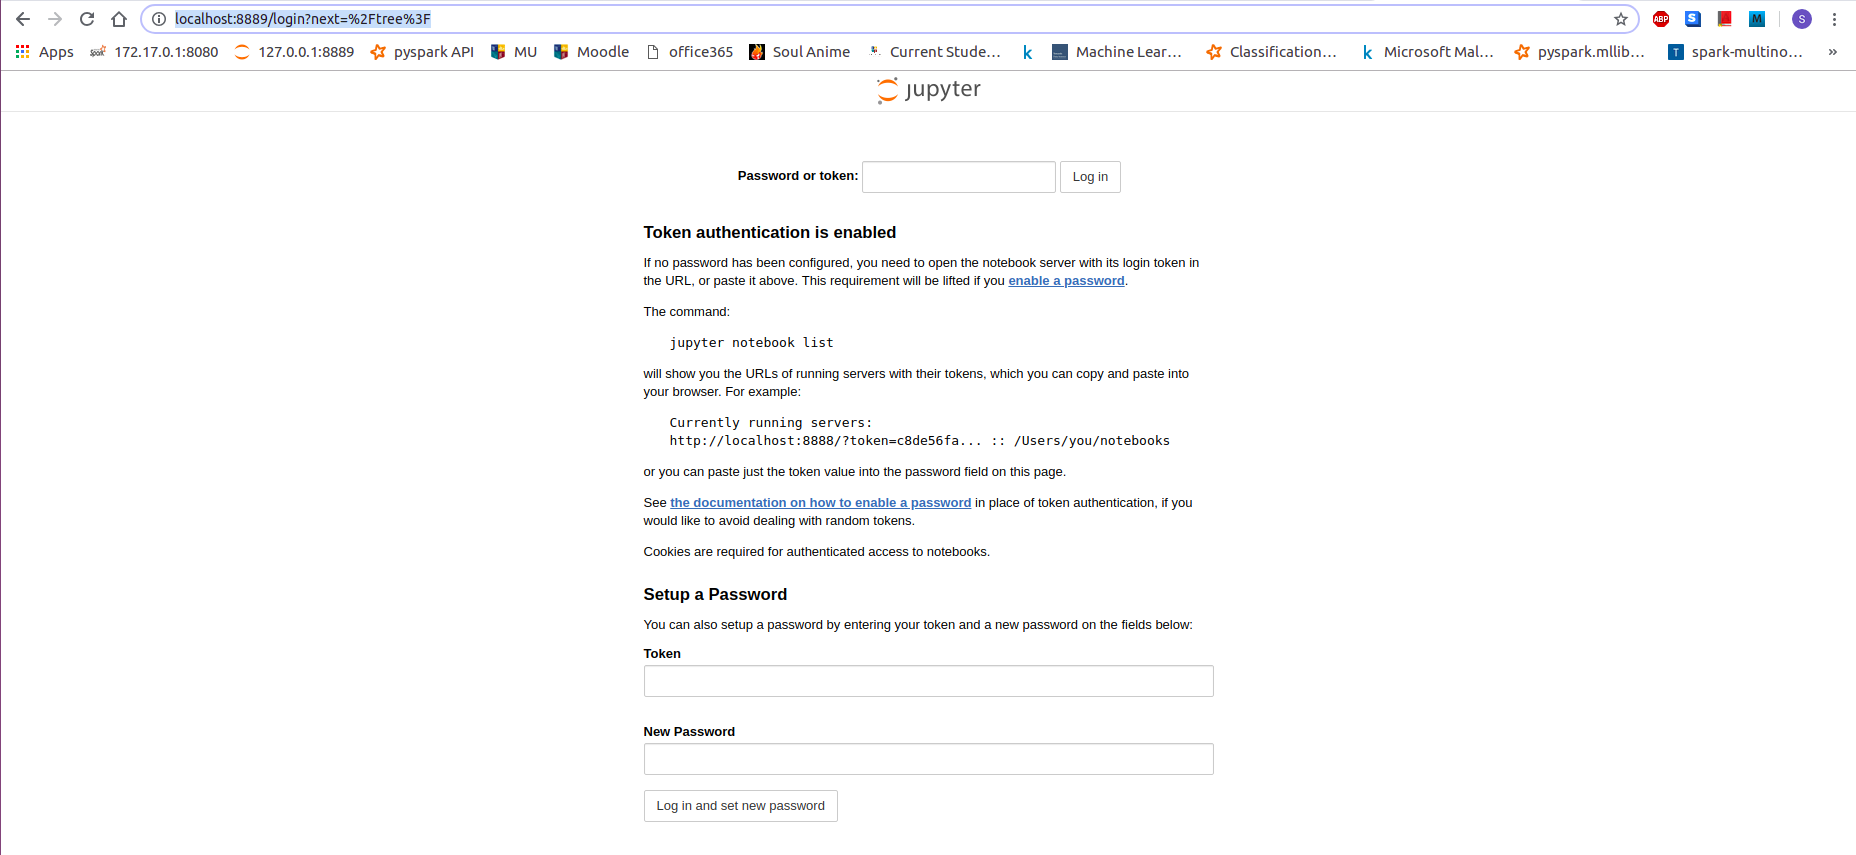 localhost:8889/login?next=%2Ftree%3F
ABP
S
M
S
Apps
Spark
172.17.0.1:8080
127.0.0.1:8889
pyspark API
MU
Moodle
office365
Soul Anime
Current Stude...
k
Machine Lear...
Classification...
k
Microsoft Mal...
pyspark.mllib...
T
spark-multino...
»
jupyter
Password or token:
Log in
Token authentication is enabled
If no password has been configured, you need to open the notebook server with its login token in
the URL, or paste it above. This requirement will be lifted if you enable a password.
The command:
jupyter notebook list
will show you the URLs of running servers with their tokens, which you can copy and paste into
your browser. For example:
Currently running servers:
http://localhost:8888/?token=c8de56fa... :: /Users/you/notebooks
or you can paste just the token value into the password field on this page.
See the documentation on how to enable a password in place of token authentication, if you
would like to avoid dealing with random tokens.
Cookies are required for authenticated access to notebooks.
Setup a Password
You can also setup a password by entering your token and a new password on the fields below:
Token
New Password
Log in and set new password